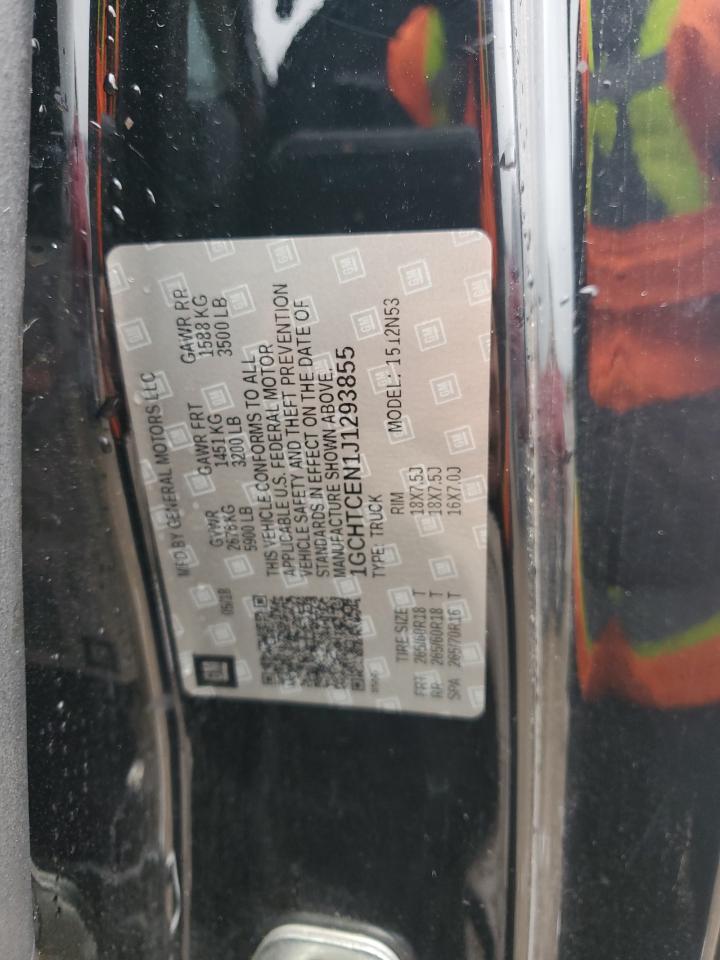 GM
MFD BY GENERAL MOTORS LLC
05/18
GVWR GAWR FRT GAWR RR
2676 KG 1451 KG 1588 KG
5900 LB 3200 LB 3500 LB
THIS VEHICLE CONFORMS TO ALL
APPLICABLE U.S. FEDERAL MOTOR
VEHICLE SAFETY AND THEFT PREVENTION
STANDARDS IN EFFECT ON THE DATE OF
MANUFACTURE SHOWN ABOVE.
1GCHTCEN1J1293855
TYPE: TRUCK MODEL: 1512N53
TIRE SIZE RIM
FRT 265/60R18 T 18X7.5J
RR 265/60R18 T 18X7.5J
SPA 265/70R16 T 16X7.0J